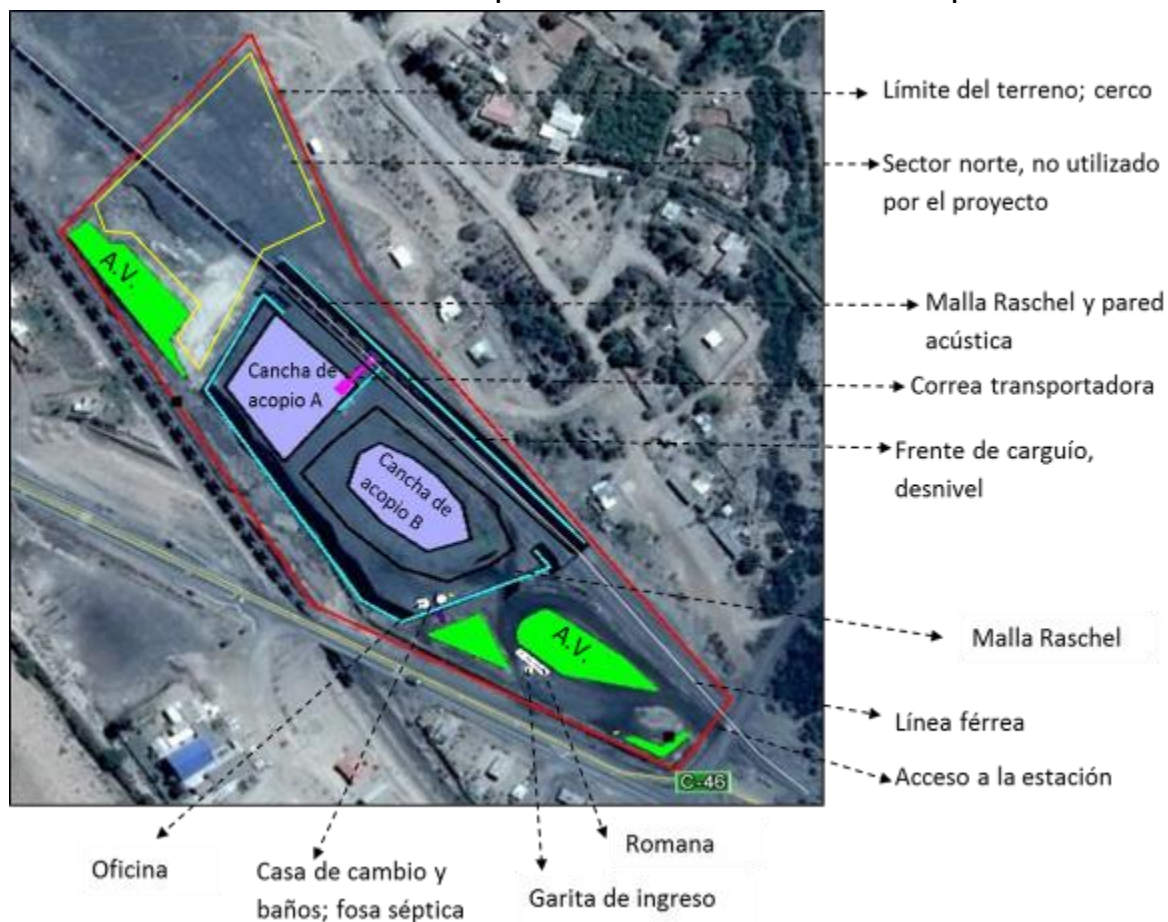 Límite del terreno; cerco
Sector norte, no utilizado
por el proyecto
A.V.
Malla Raschel y pared
acústica
Cancha de
acopio A
Correa transportadora
Frente de carguío,
desnivel
Cancha de
acopio B
A.V.
Malla Raschel
Línea férrea
C-46
Acceso a la estación
Oficina
Casa de cambio y
baños; fosa séptica
Garita de ingreso
Romana